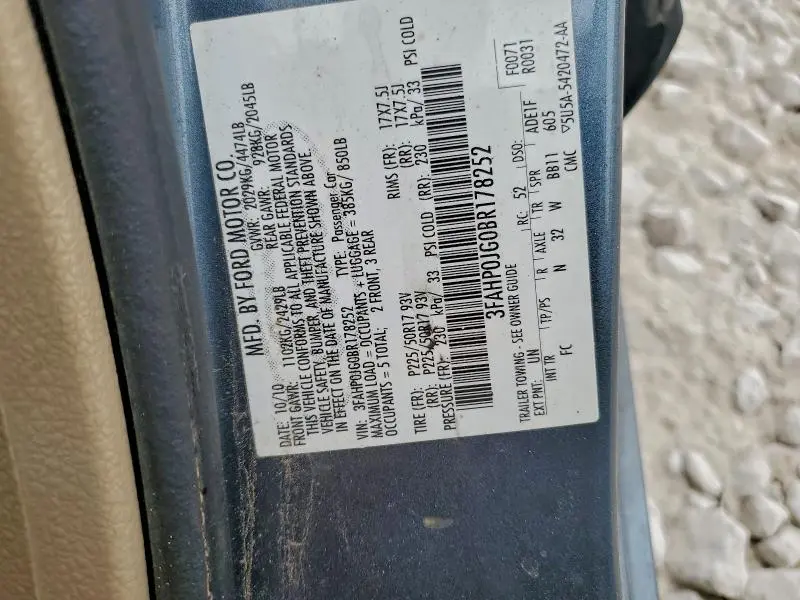 MFD. BY FORD MOTOR CO.
DATE: 10/10 GVWR: 2029KG/4474LB
FRONT GAWR: 1102KG/2429LB REAR GAWR: 928KG/2045LB
THIS VEHICLE CONFORMS TO ALL APPLICABLE FEDERAL MOTOR
VEHICLE SAFETY, BUMPER, AND THEFT PREVENTION STANDARDS
IN EFFECT ON THE DATE OF MANUFACTURE SHOWN ABOVE.
VIN: 3FAHP0JG0BR178252 TYPE: Passenger Car
MAXIMUM LOAD = OCCUPANTS + LUGGAGE = 385KG/ 850LB
OCCUPANTS = 5 TOTAL; 2 FRONT, 3 REAR
TIRE (FR): P225/50R17 93V RIMS (FR): 17X7.5J
(RR): P225/50R17 93V (RR): 17X7.5J
PRESSURE (FR): 230 kPa/ 33 PSI COLD (RR): 230 kPa/ 33 PSI COLD
3FAHP0JG0BR178252
F0071
R0031
TRAILER TOWING - SEE OWNER GUIDE
EXT PNT: UN RC: 52 DSO: ADE1F
INT TR TP/PS R AXLE TR SPR 605
FC N 32 W BB11
CMC ▽5U5A-5420472-AA